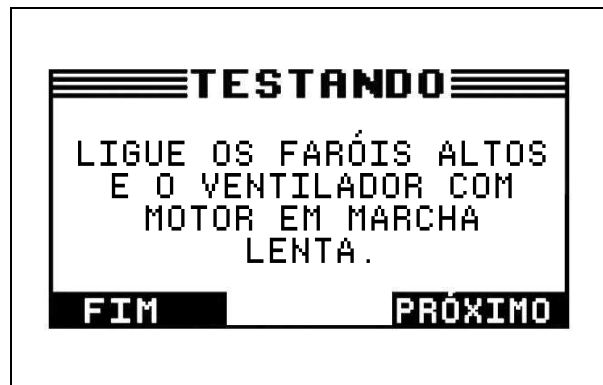 TESTANDO
LIGUE OS FARÓIS ALTOS
E O VENTILADOR COM
MOTOR EM MARCHA
LENTA.
FIM PRÓXIMO